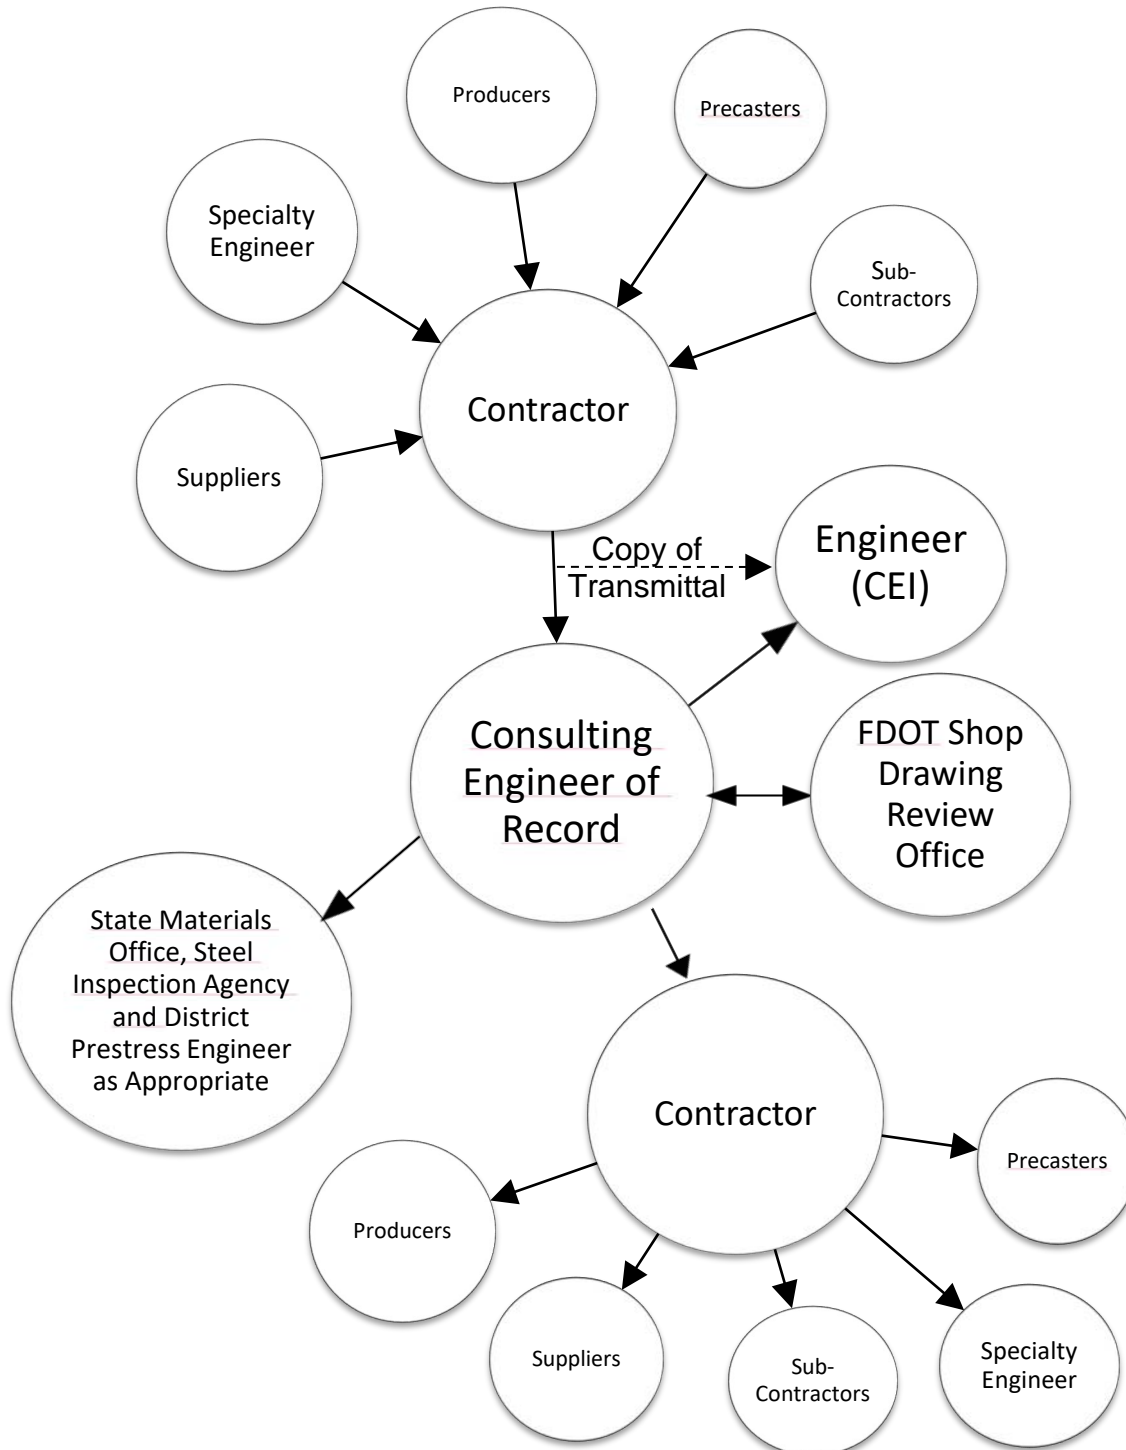 Producers
Precasters
Specialty
Engineer
Sub-
Contractors
Contractor
Suppliers
Engineer
(CEI)
Copy of
Transmittal
Consulting
Engineer of
Record
FDOT Shop
Drawing
Review
Office
State Materials
Office, Steel
Inspection Agency
and District
Prestress Engineer
as Appropriate
Contractor
Precasters
Producers
Suppliers
Sub-
Contractors
Specialty
Engineer